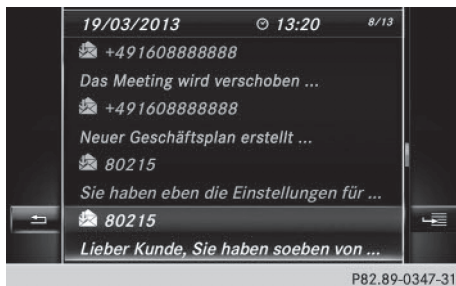 19/03/2013 13:20 8/13
+491608888888
Das Meeting wird verschoben ...
+491608888888
Neuer Geschäftsplan erstellt ...
80215
Sie haben eben die Einstellungen für ...
80215
Lieber Kunde, Sie haben soeben von ...
P82.89-0347-31